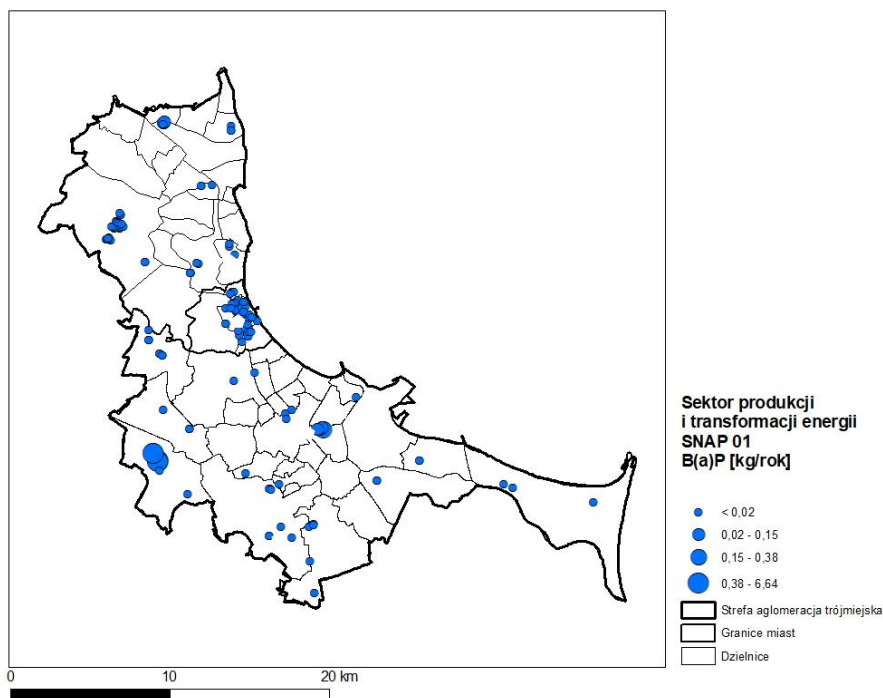 Sektor produkcji
i transformacji energii
SNAP 01
B(a)P [kg/rok]
< 0,02
0,02 - 0,15
0,15 - 0,38
0,38 - 6,64
Strefa aglomeracja trójmiejska
Granice miast
Dzielnice
0 10 20 km